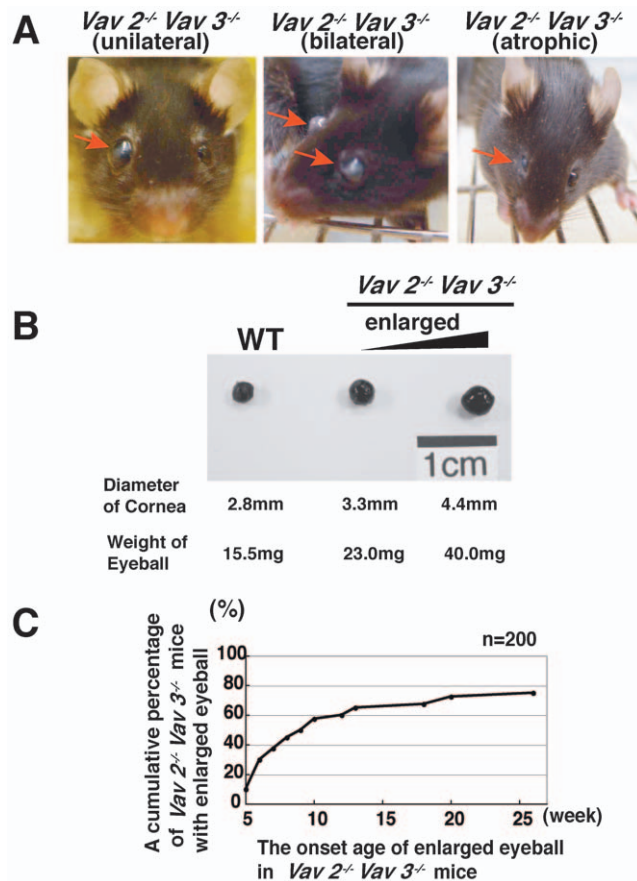 A
Vav 2-/- Vav 3-/- Vav 2-/- Vav 3-/- Vav 2-/- Vav 3-/-
(unilateral) (bilateral) (atrophic)
Vav 2-/- Vav 3-/-
B
enlarged
WT
1cm
Diameter
of Cornea 2.8mm 3.3mm 4.4mm
Weight of
Eyeball 15.5mg 23.0mg 40.0mg
C
(%)
n=200
A cumulative percentage
of Vav 2-/- Vav 3-/- mice
with enlarged eyeball
100
80
60
40
20
0
5 10 15 20 25 (week)
The onset age of enlarged eyeball
in Vav 2-/- Vav 3-/- mice